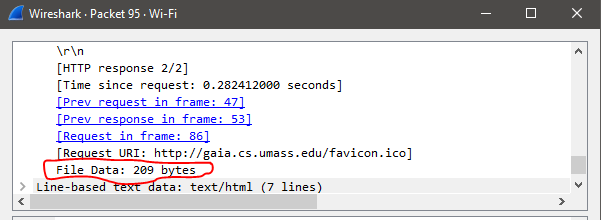 Wireshark · Packet 95 · Wi-Fi
\r\n
[HTTP response 2/2]
[Time since request: 0.282412000 seconds]
[Prev request in frame: 47]
[Prev response in frame: 53]
[Request in frame: 86]
[Request URI: http://gaia.cs.umass.edu/favicon.ico]
File Data: 209 bytes
Line-based text data: text/html (7 lines)